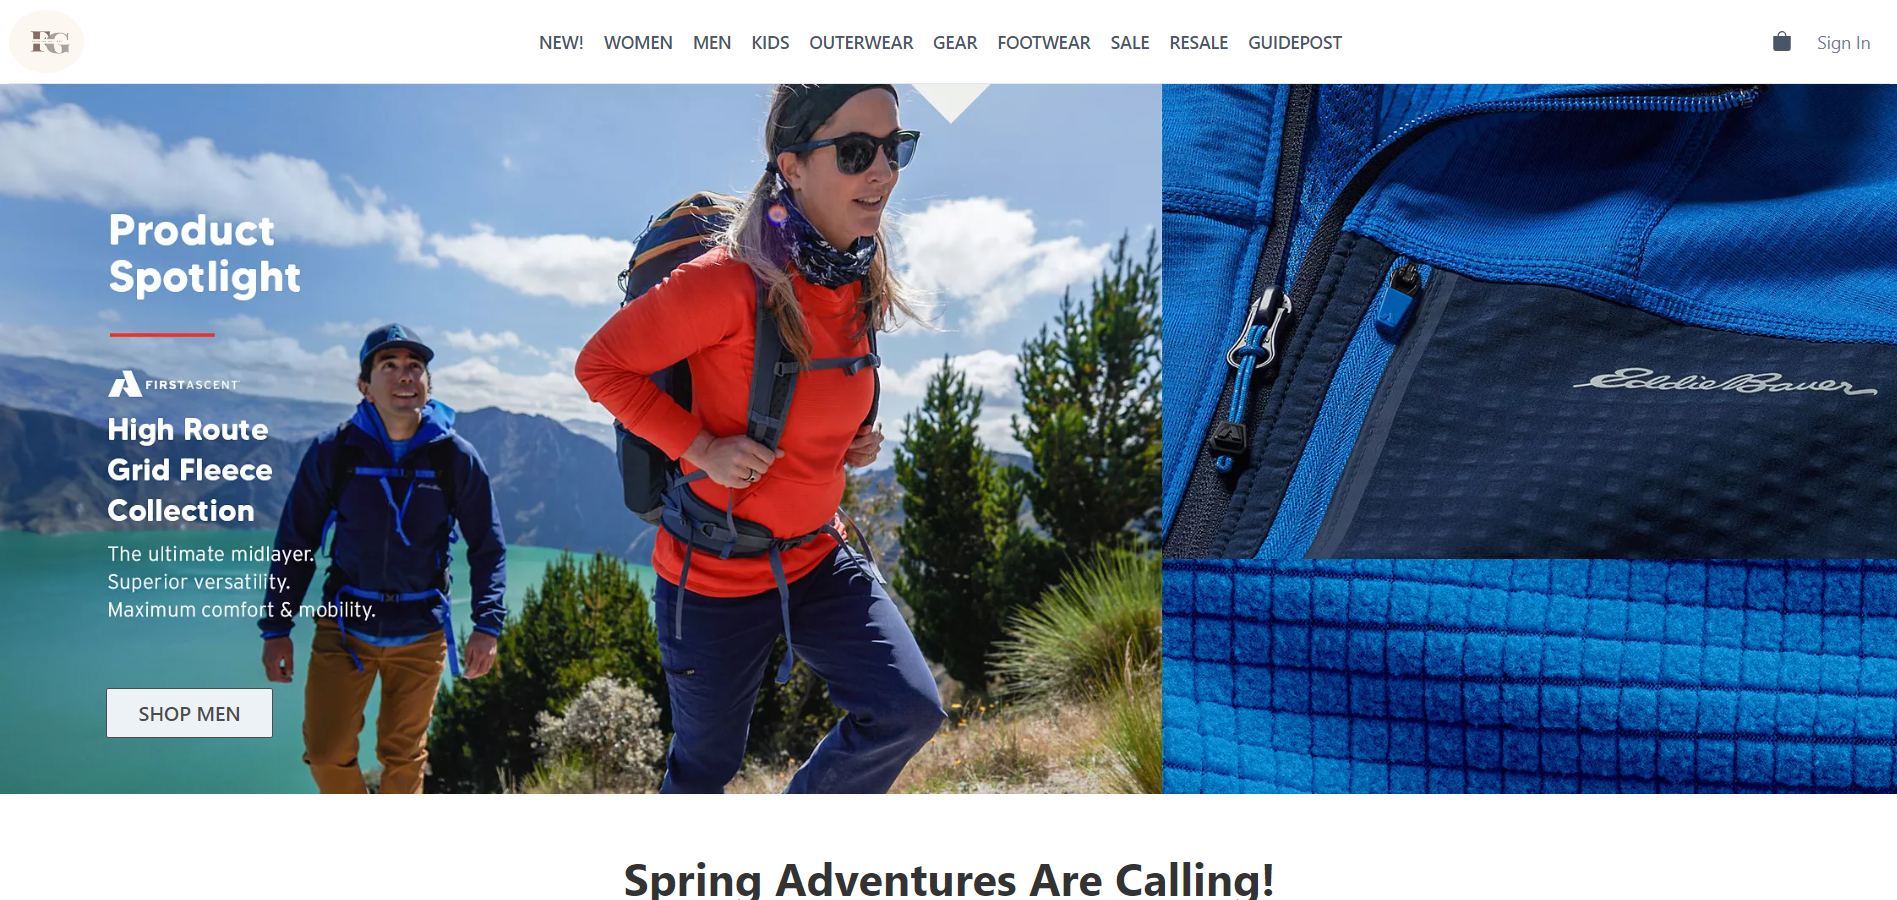 FG
NEW! WOMEN MEN KIDS OUTERWEAR GEAR FOOTWEAR SALE RESALE GUIDEPOST
Sign In
Product
Spotlight
FIRSTASCENT
High Route
Grid Fleece
Collection
The ultimate midlayer.
Superior versatility.
Maximum comfort & mobility.
SHOP MEN
Eddie Bauer
Spring Adventures Are Calling!